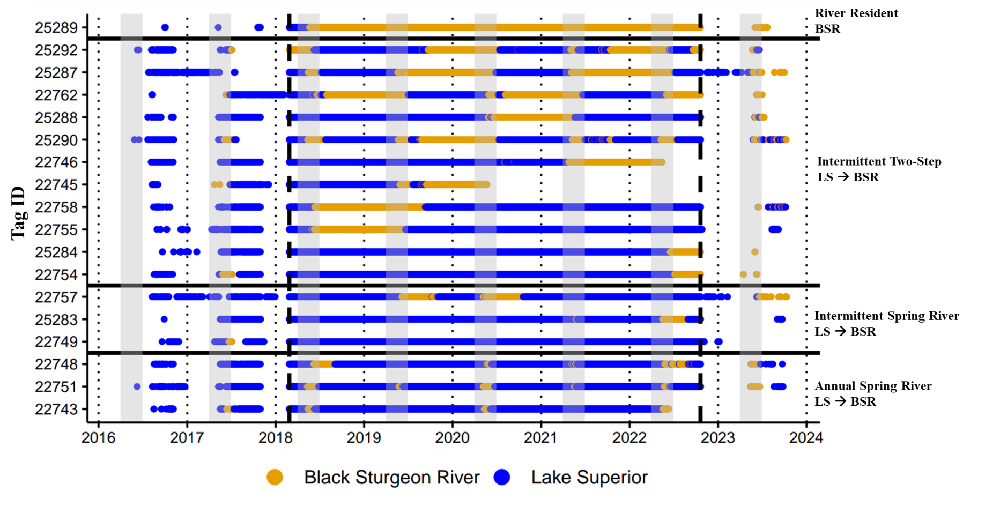 River Resident
BSR
25289
25292
25287
22762
25288
25290
22746
22745
22758
22755
25284
22754
22757
25283
22749
22748
22751
22743
Tag ID
Intermittent Two-Step
LS → BSR
Intermittent Spring River
LS → BSR
Annual Spring River
LS → BSR
2016 2017 2018 2019 2020 2021 2022 2023 2024
Black Sturgeon River Lake Superior